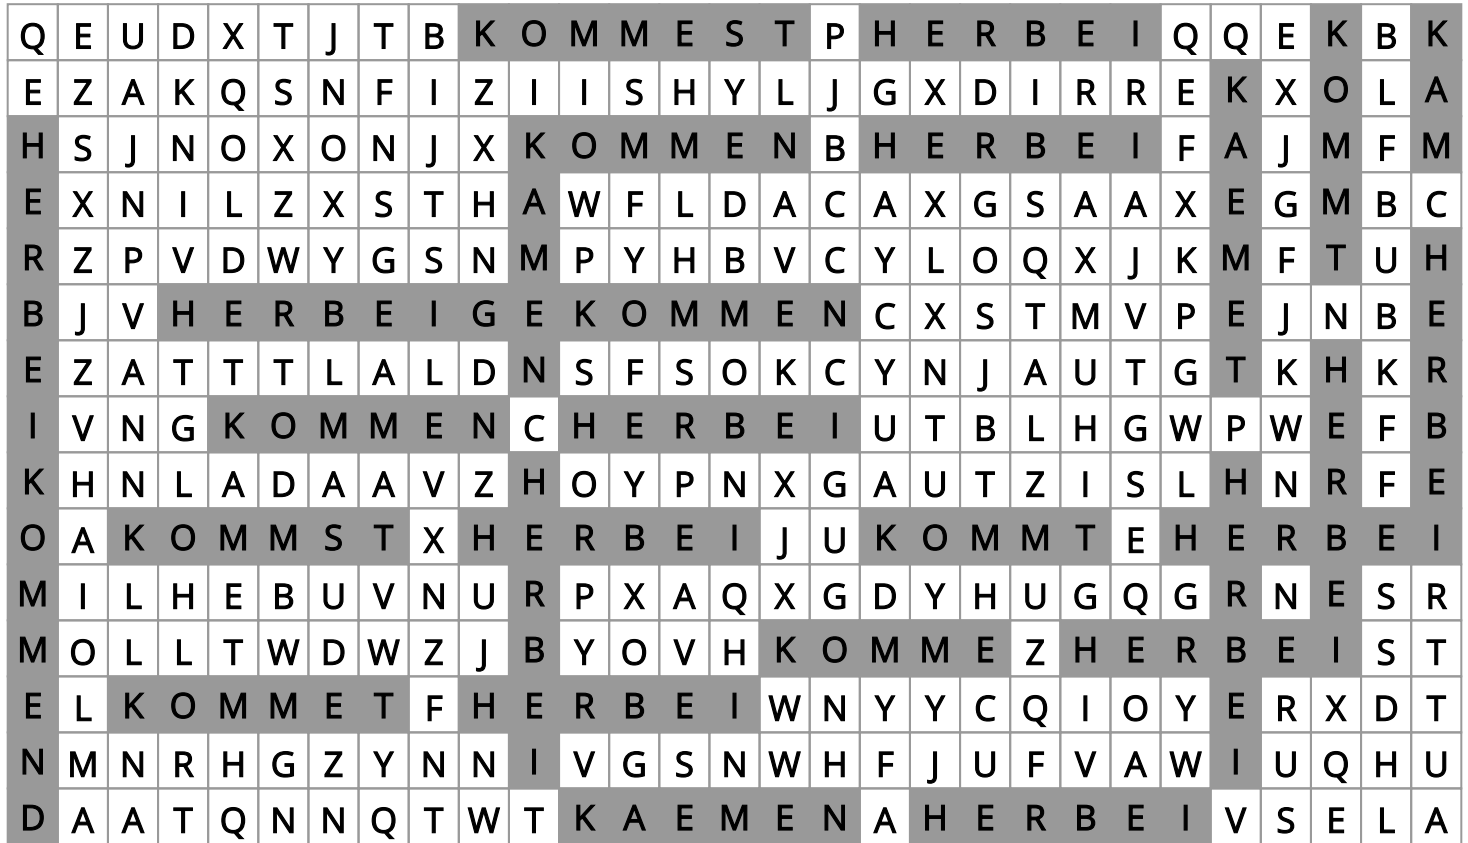 Q E U D X T J T B K O M M E S T P H E R B E I Q Q E K B K
E Z A K Q S N F I Z I I S H Y L J G X D I R R E K X O L A
H S J N O X O N J X K O M M E N B H E R B E I F A J M F M
E X N I L Z X S T H A W F L D A C A X G S A A X E G M B C
R Z P V D W Y G S N M P Y H B V C Y L O Q X J K M F T U H
B J V H E R B E I G E K O M M E N C X S T M V P E J N B E
E Z A T T T L A L D N S F S O K C Y N J A U T G T K H K R
I V N G K O M M E N C H E R B E I U T B L H G W P W E F B
K H N L A D A A V Z H O Y P N X G A U T Z I S L H N R F E
O A K O M M S T X H E R B E I J U K O M M T E H E R B E I
M I L H E B U V N U R P X A Q X G D Y H U G Q G R N E S R
M O L L T W D W Z J B Y O V H K O M M E Z H E R B E I S T
E L K O M M E T F H E R B E I W N Y Y C Q I O Y E R X D T
N M N R H G Z Y N N I V G S N W H F J U F V A W I U Q H U
D A A T Q N N Q T W T K A E M E N A H E R B E I V S E L A